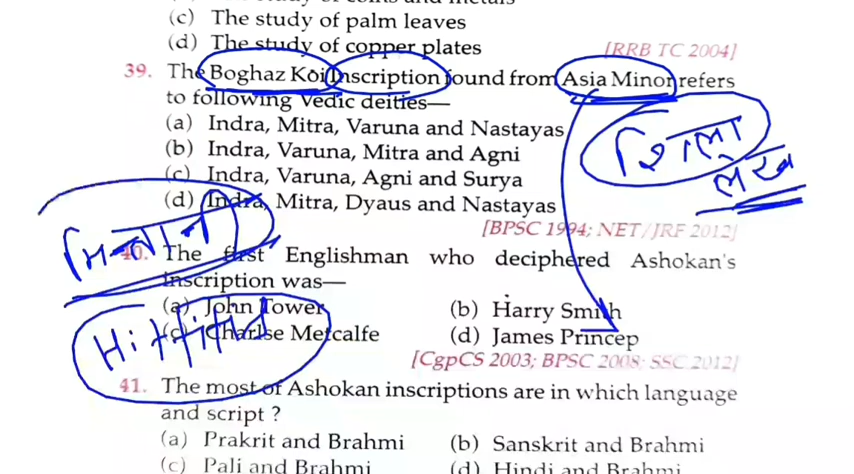 (c) The study of palm leaves
(d) The study of copper plates
[RRB TC 2004]
39. The Boghaz Koi Inscription found from Asia Minor refers
to following Vedic deities—
(a) Indra, Mitra, Varuna and Nastayas
(b) Indra, Varuna, Mitra and Agni
(c) Indra, Varuna, Agni and Surya
(d) Indra, Mitra, Dyaus and Nastayas
शिला
लेख
[BPSC 1994; NET/JRF 2012]
मितानी
40. The first Englishman who deciphered Ashokan's
Inscription was—
(a) John Tower (b) Harry Smith
(c) Charlse Metcalfe (d) James Princep
[CgpCS 2003; BPSC 2008; SSC 2012]
41. The most of Ashokan inscriptions are in which language
and script ?
(a) Prakrit and Brahmi (b) Sanskrit and Brahmi
(c) Pali and Brahmi (d) Hindi and Brahmi